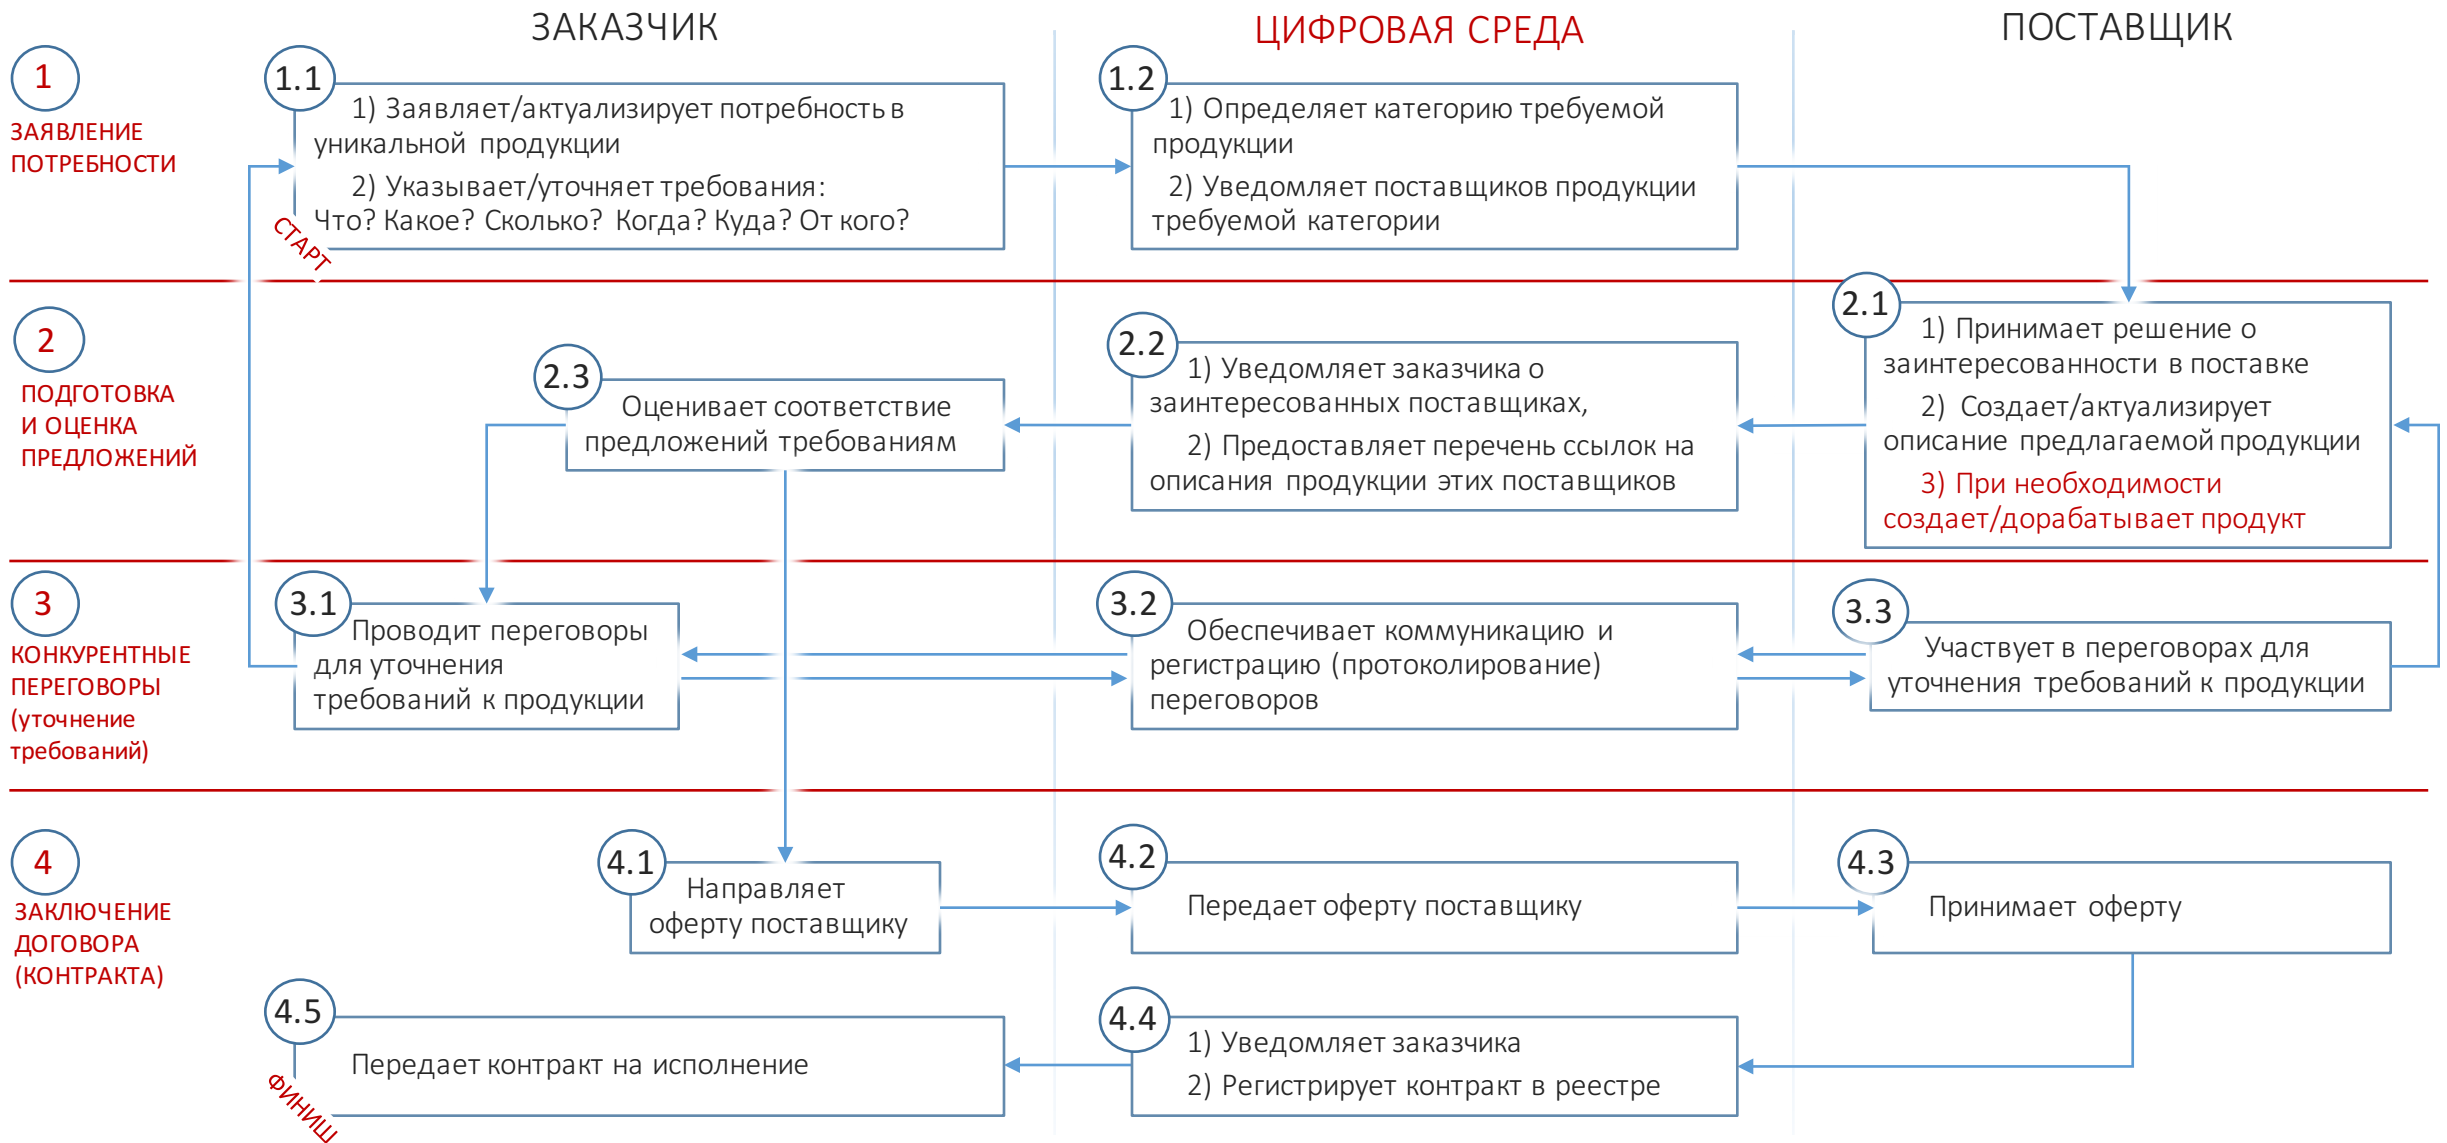 ЗАКАЗЧИК
ЦИФРОВАЯ СРЕДА
ПОСТАВЩИК
1
ЗАЯВЛЕНИЕ
ПОТРЕБНОСТИ
1.1
1) Заявляет/актуализирует потребность в
уникальной продукции
2) Указывает/уточняет требования:
Что? Какое? Сколько? Когда? Куда? От кого?
СТАРТ
1.2
1) Определяет категорию требуемой
продукции
2) Уведомляет поставщиков продукции
требуемой категории
2
ПОДГОТОВКА
И ОЦЕНКА
ПРЕДЛОЖЕНИЙ
2.3
Оценивает соответствие
предложений требованиям
2.2
1) Уведомляет заказчика о
заинтересованных поставщиках,
2) Предоставляет перечень ссылок на
описания продукции этих поставщиков
2.1
1) Принимает решение о
заинтересованности в поставке
2) Создает/актуализирует
описание предлагаемой продукции
3) При необходимости
создает/дорабатывает продукт
3
КОНКУРЕНТНЫЕ
ПЕРЕГОВОРЫ
(уточнение
требований)
3.1
Проводит переговоры
для уточнения
требований к продукции
3.2
Обеспечивает коммуникацию и
регистрацию (протоколирование)
переговоров
3.3
Участвует в переговорах для
уточнения требований к продукции
4
ЗАКЛЮЧЕНИЕ
ДОГОВОРА
(КОНТРАКТА)
4.1
Направляет
оферту поставщику
4.2
Передает оферту поставщику
4.3
Принимает оферту
4.5
Передает контракт на исполнение
ФИНИШ
4.4
1) Уведомляет заказчика
2) Регистрирует контракт в реестре